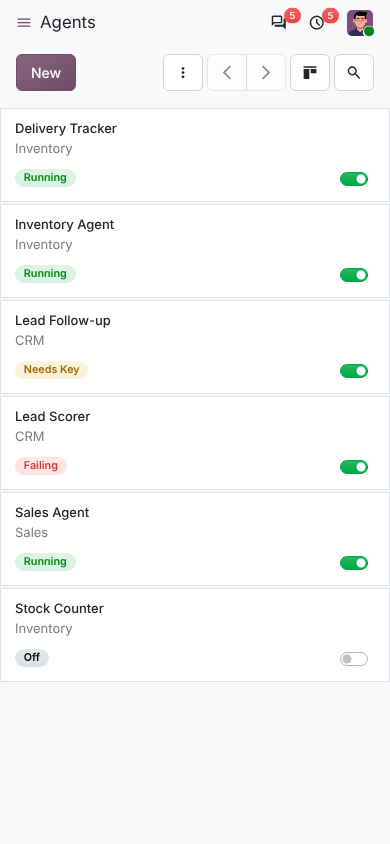 Agents
5
5
New
Delivery Tracker
Inventory
Running
Inventory Agent
Inventory
Running
Lead Follow-up
CRM
Needs Key
Lead Scorer
CRM
Failing
Sales Agent
Sales
Running
Stock Counter
Inventory
Off